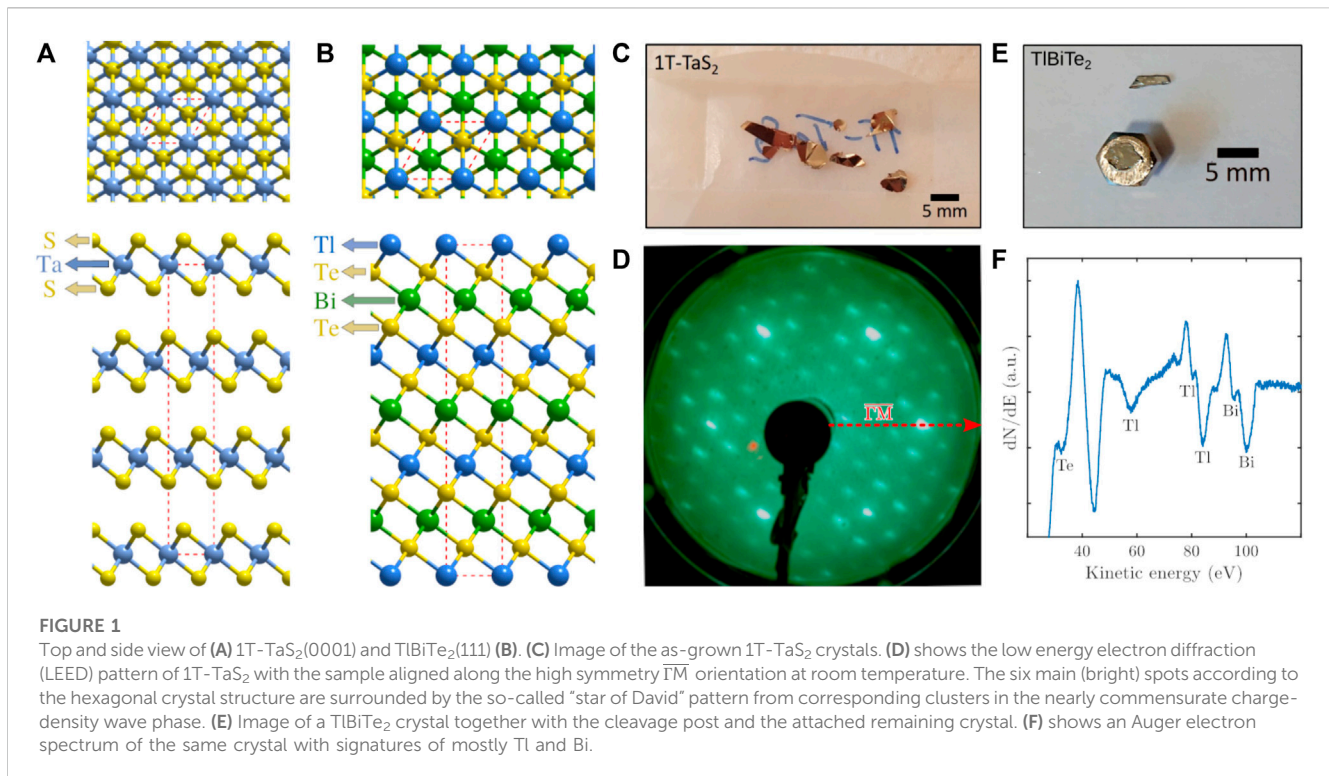 A
B
C
1T-TaS₂
5 mm
E
TlBiTe₂
5 mm
S
Ta
S
Tl
Te
Bi
Te
D
Γ̅M̅
F
dN/dE (a.u.)
Te
Tl
Tl
Tl
Bi
Bi
40 60 80 100
Kinetic energy (eV)
FIGURE 1
Top and side view of (A) 1T-TaS₂(0001) and TlBiTe₂(111) (B). (C) Image of the as-grown 1T-TaS₂ crystals. (D) shows the low energy electron diffraction
(LEED) pattern of 1T-TaS₂ with the sample aligned along the high symmetry Γ̅M̅ orientation at room temperature. The six main (bright) spots according to
the hexagonal crystal structure are surrounded by the so-called “star of David” pattern from corresponding clusters in the nearly commensurate charge-
density wave phase. (E) Image of a TlBiTe₂ crystal together with the cleavage post and the attached remaining crystal. (F) shows an Auger electron
spectrum of the same crystal with signatures of mostly Tl and Bi.